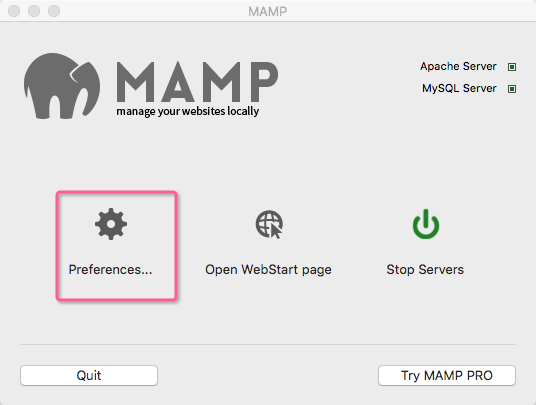 MAMP
MAMP
manage your websites locally
Apache Server
MySQL Server
Preferences...
Open WebStart page
Stop Servers
Quit
Try MAMP PRO